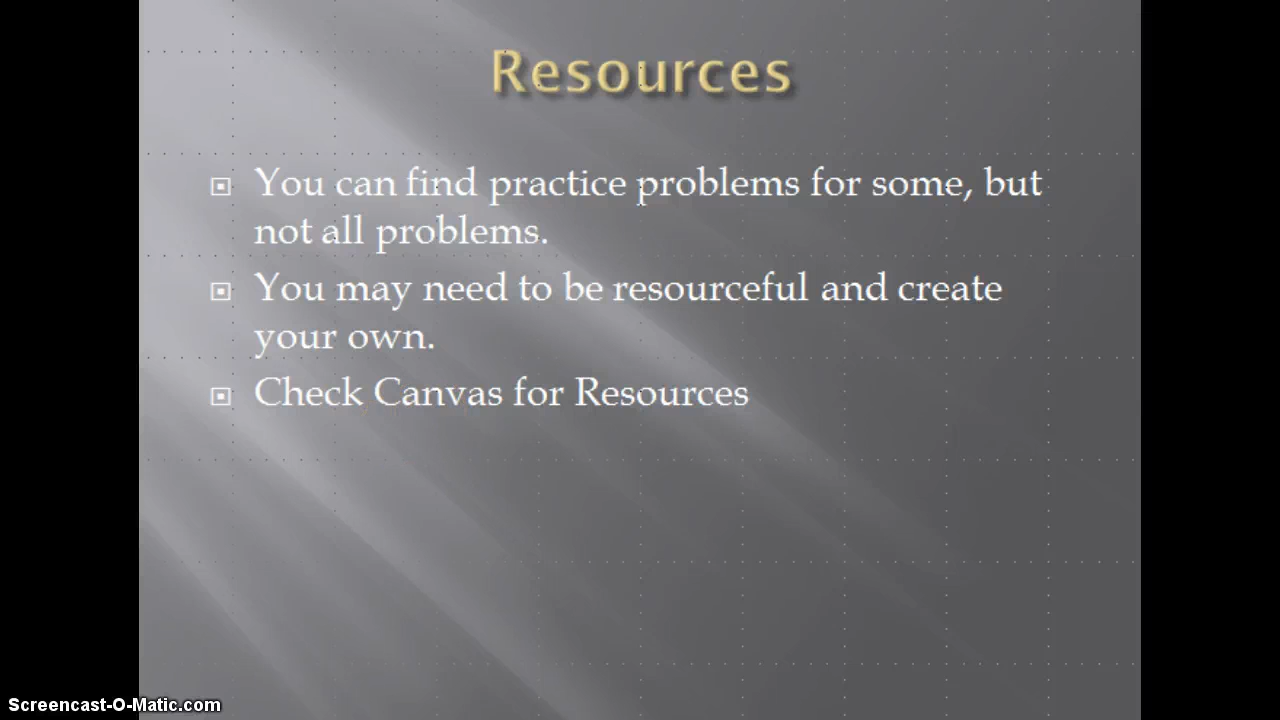 Resources
You can find practice problems for some, but
not all problems.
You may need to be resourceful and create
your own.
Check Canvas for Resources
Screencast-O-Matic.com